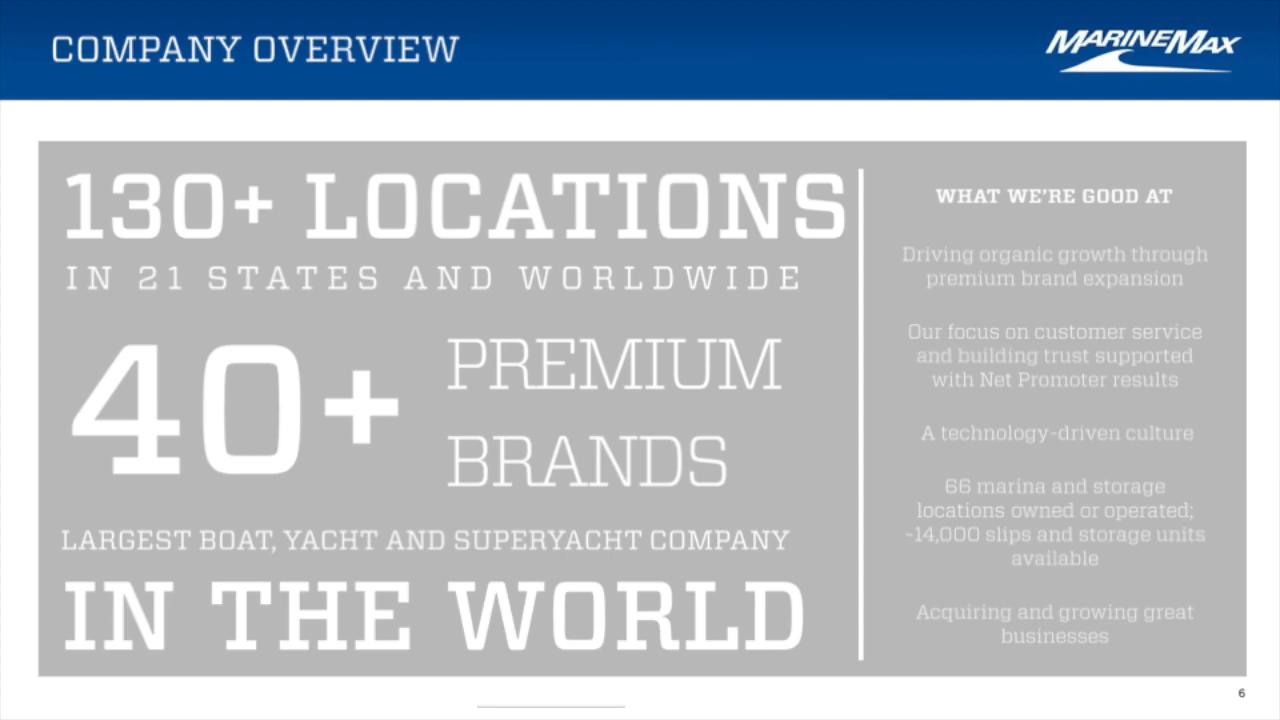 COMPANY OVERVIEW
MARINEMAX
130+ LOCATIONS
IN 21 STATES AND WORLDWIDE
40+
PREMIUM
BRANDS
LARGEST BOAT, YACHT AND SUPERYACHT COMPANY
IN THE WORLD
WHAT WE'RE GOOD AT
Driving organic growth through
premium brand expansion
Our focus on customer service
and building trust supported
with Net Promoter results
A technology-driven culture
66 marina and storage
locations owned or operated;
~14,000 slips and storage units
available
Acquiring and growing great
businesses
6